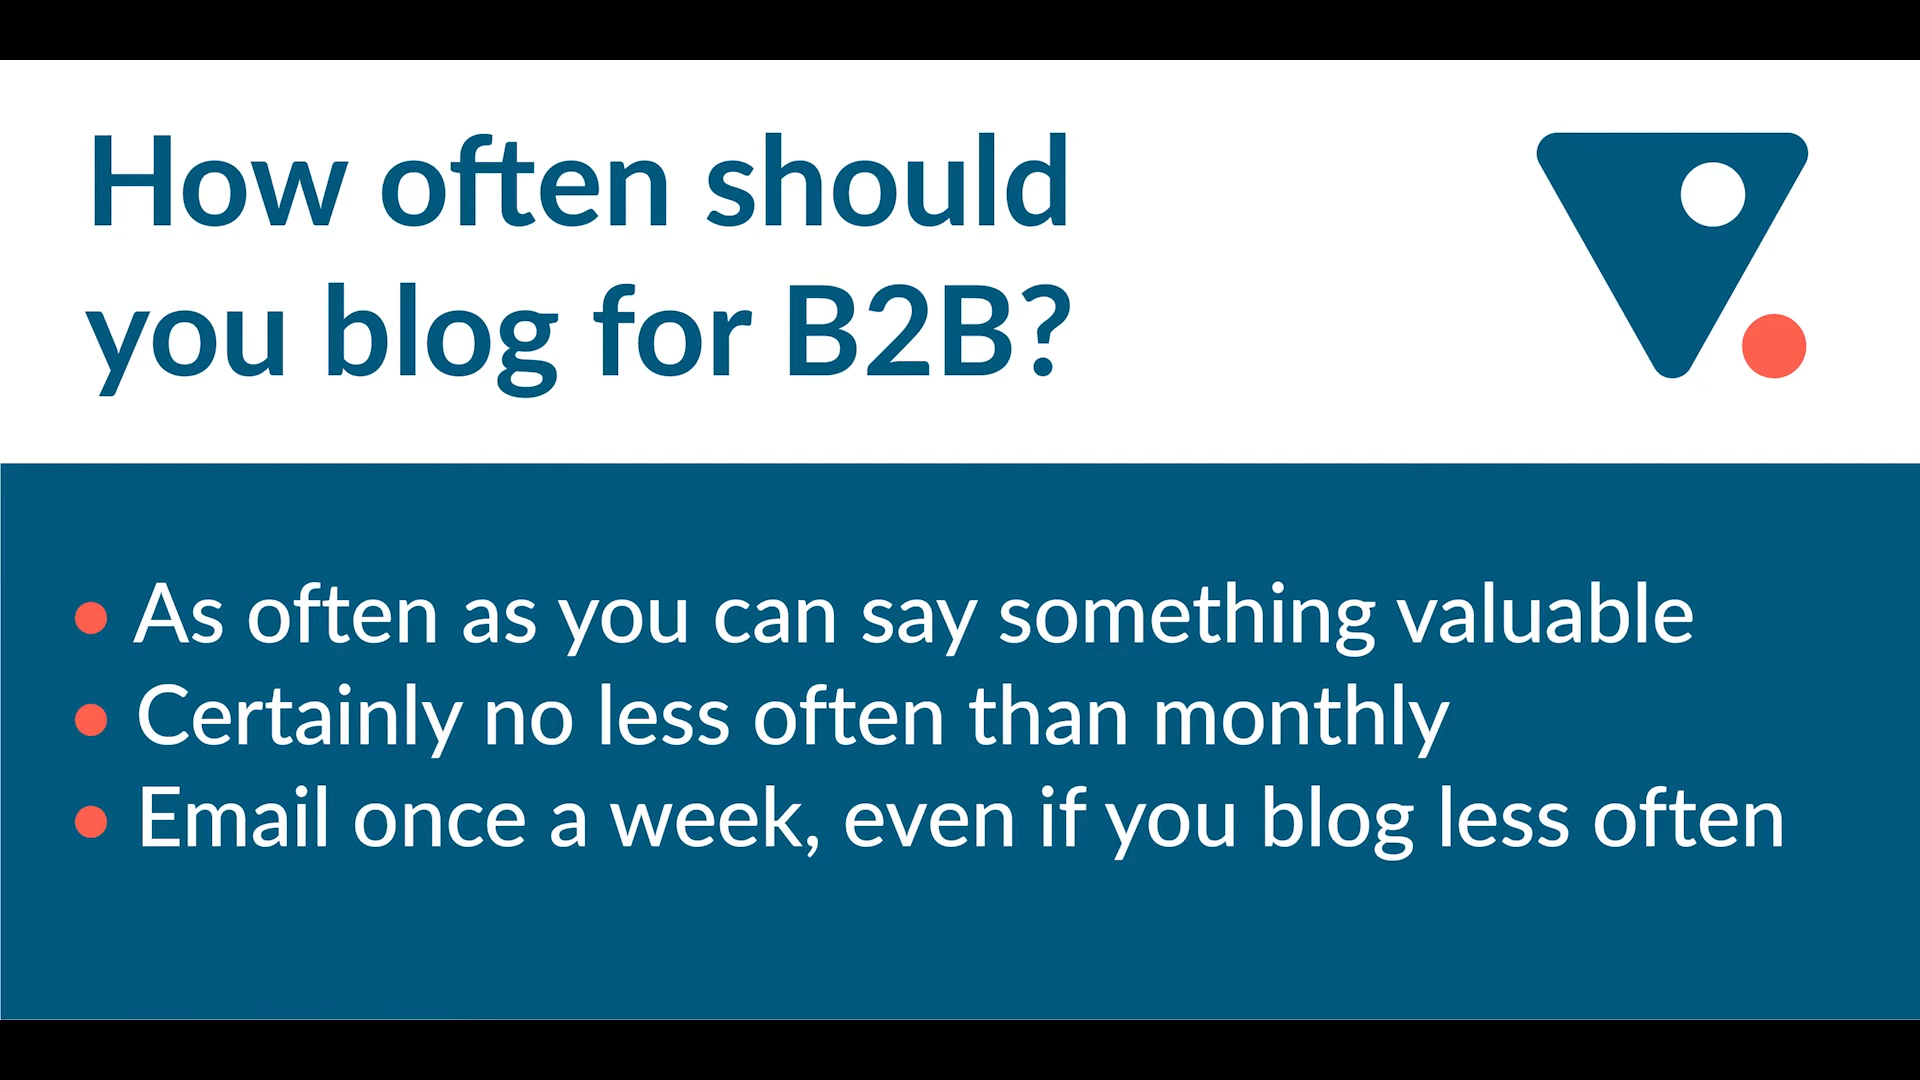 How often should
you blog for B2B?
As often as you can say something valuable
Certainly no less often than monthly
Email once a week, even if you blog less often